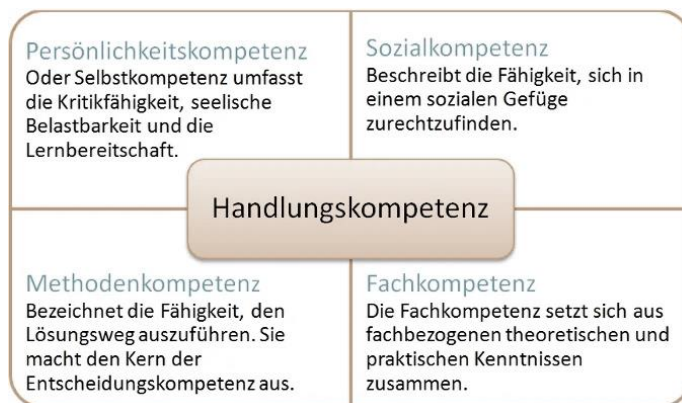 Persönlichkeitskompetenz
Oder Selbstkompetenz umfasst
die Kritikfähigkeit, seelische
Belastbarkeit und die
Lernbereitschaft.
Sozialkompetenz
Beschreibt die Fähigkeit, sich in
einem sozialen Gefüge
zurechtzufinden.
Handlungskompetenz
Methodenkompetenz
Bezeichnet die Fähigkeit, den
Lösungsweg auszuführen. Sie
macht den Kern der
Entscheidungskompetenz aus.
Fachkompetenz
Die Fachkompetenz setzt sich aus
fachbezogenen theoretischen und
praktischen Kenntnissen
zusammen.